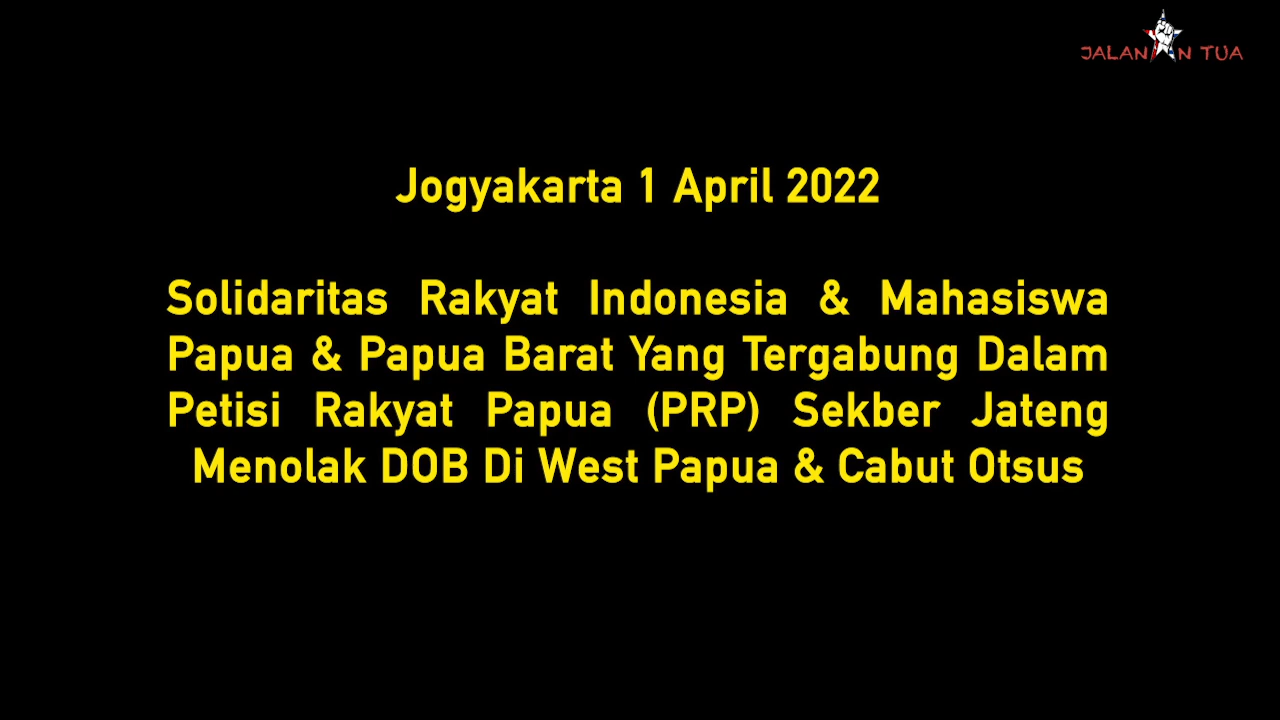 JALANAN TUA
Jogyakarta 1 April 2022
Solidaritas Rakyat Indonesia & Mahasiswa
Papua & Papua Barat Yang Tergabung Dalam
Petisi Rakyat Papua (PRP) Sekber Jateng
Menolak DOB Di West Papua & Cabut Otsus